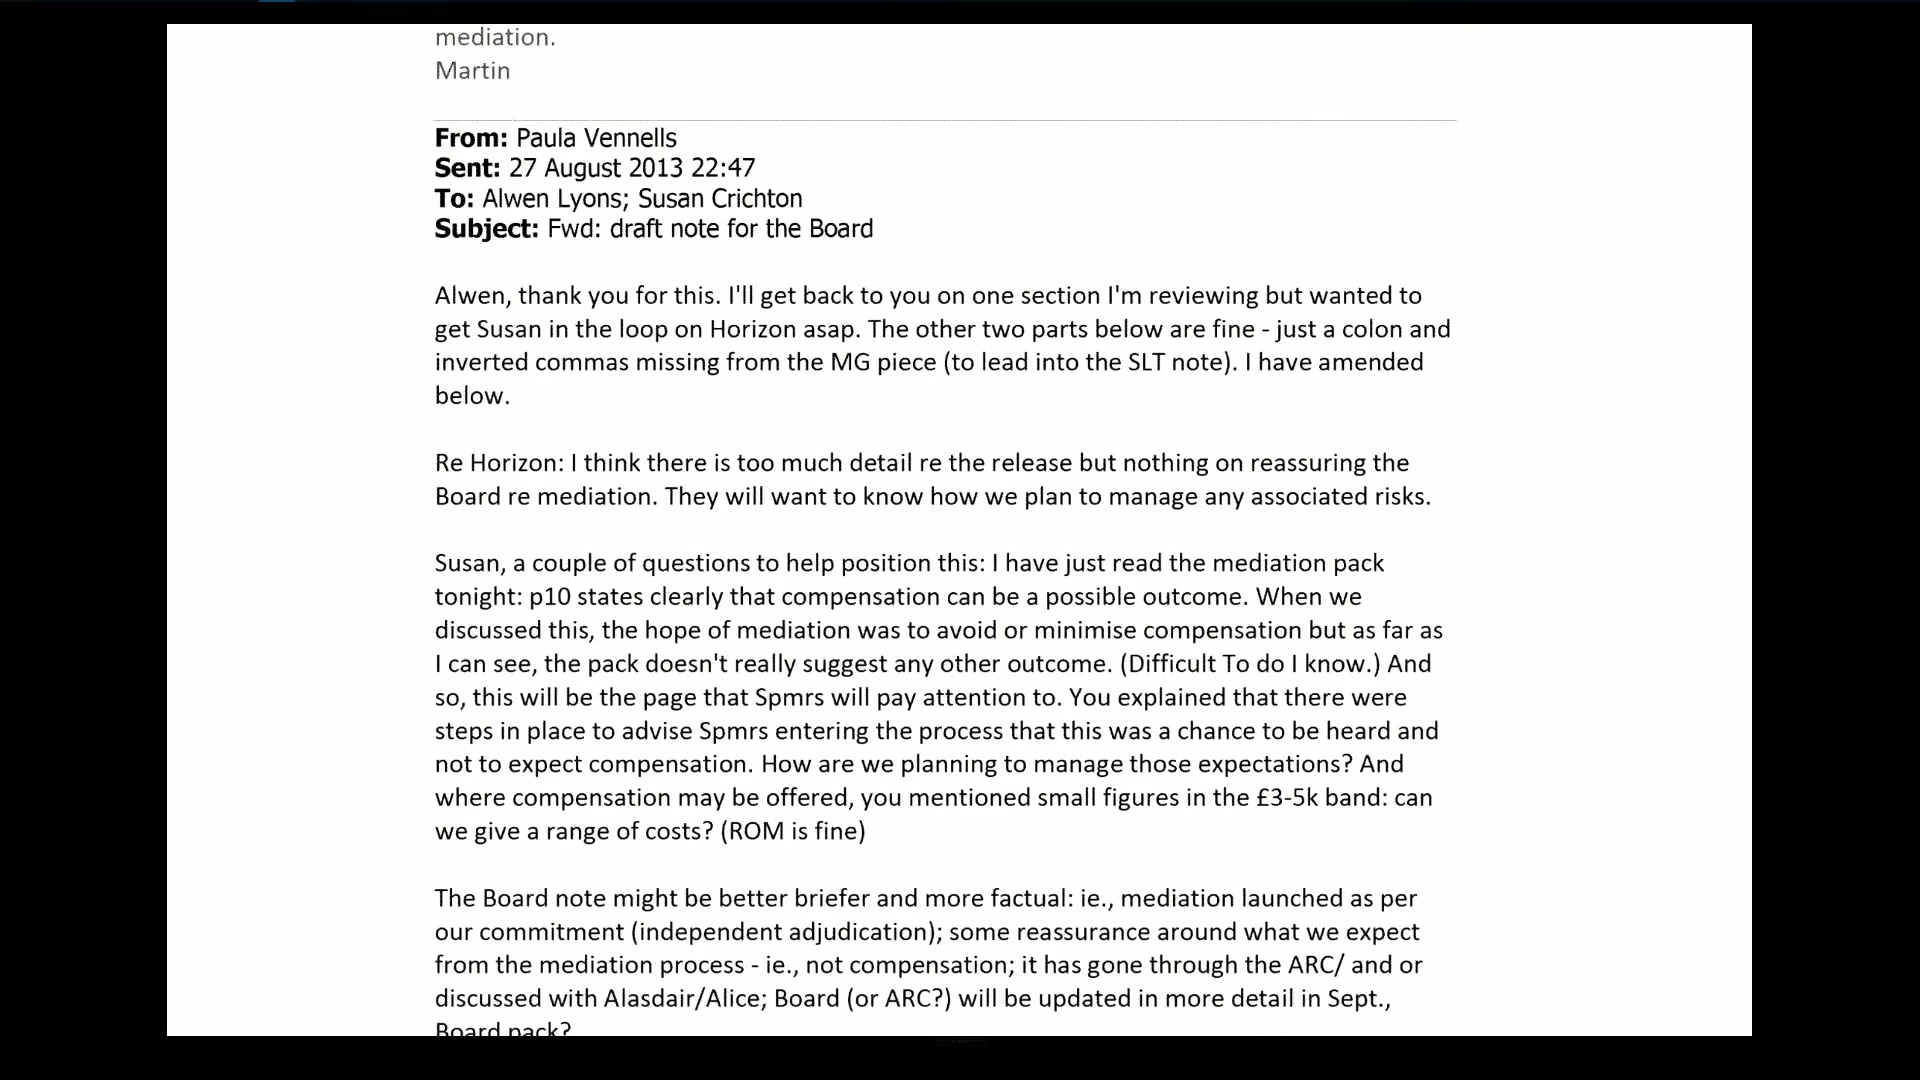 mediation.
Martin
From: Paula Vennells
Sent: 27 August 2013 22:47
To: Alwen Lyons; Susan Crichton
Subject: Fwd: draft note for the Board
Alwen, thank you for this. I'll get back to you on one section I'm reviewing but wanted to
get Susan in the loop on Horizon asap. The other two parts below are fine - just a colon and
inverted commas missing from the MG piece (to lead into the SLT note). I have amended
below.
Re Horizon: I think there is too much detail re the release but nothing on reassuring the
Board re mediation. They will want to know how we plan to manage any associated risks.
Susan, a couple of questions to help position this: I have just read the mediation pack
tonight: p10 states clearly that compensation can be a possible outcome. When we
discussed this, the hope of mediation was to avoid or minimise compensation but as far as
I can see, the pack doesn't really suggest any other outcome. (Difficult To do I know.) And
so, this will be the page that Spmrs will pay attention to. You explained that there were
steps in place to advise Spmrs entering the process that this was a chance to be heard and
not to expect compensation. How are we planning to manage those expectations? And
where compensation may be offered, you mentioned small figures in the £3-5k band: can
we give a range of costs? (ROM is fine)
The Board note might be better briefer and more factual: ie., mediation launched as per
our commitment (independent adjudication); some reassurance around what we expect
from the mediation process - ie., not compensation; it has gone through the ARC/ and or
discussed with Alasdair/Alice; Board (or ARC?) will be updated in more detail in Sept.,
Board pack?